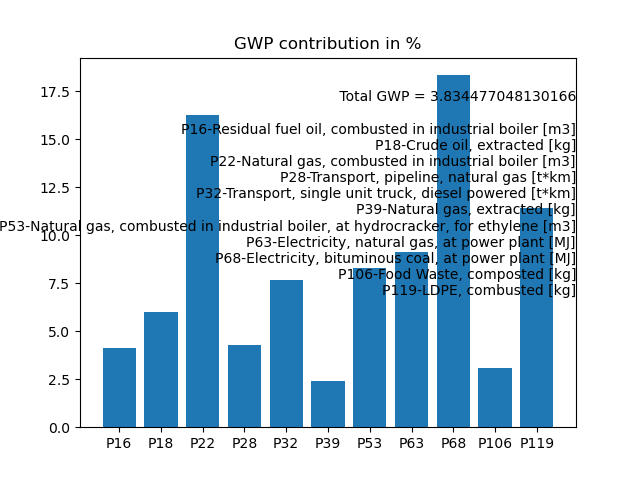 GWP contribution in %
17.5
Total GWP = 3.834477048130166
15.0
P16-Residual fuel oil, combusted in industrial boiler [m3]
P18-Crude oil, extracted [kg]
P22-Natural gas, combusted in industrial boiler [m3]
P28-Transport, pipeline, natural gas [t*km]
12.5
P32-Transport, single unit truck, diesel powered [t*km]
P39-Natural gas, extracted [kg]
P53-Natural gas, combusted in industrial boiler, at hydrocracker, for ethylene [m3]
10.0
P63-Electricity, natural gas, at power plant [MJ]
P68-Electricity, bituminous coal, at power plant [MJ]
P106-Food Waste, composted [kg]
7.5
P119-LDPE, combusted [kg]
5.0
2.5
0.0
P16 P18 P22 P28 P32 P39 P53 P63 P68 P106 P119